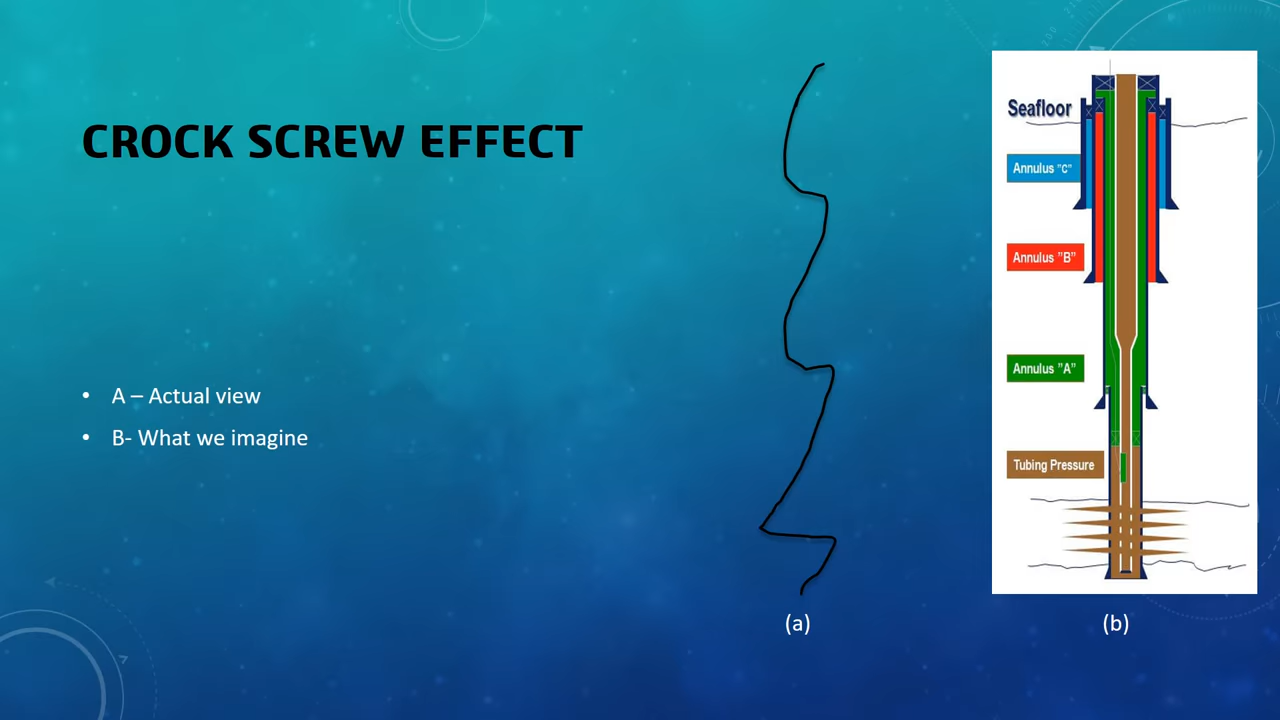 CROCK SCREW EFFECT
• A – Actual view
• B- What we imagine
(a)
Seafloor
Annulus "C"
Annulus "B"
Annulus "A"
Tubing Pressure
(b)